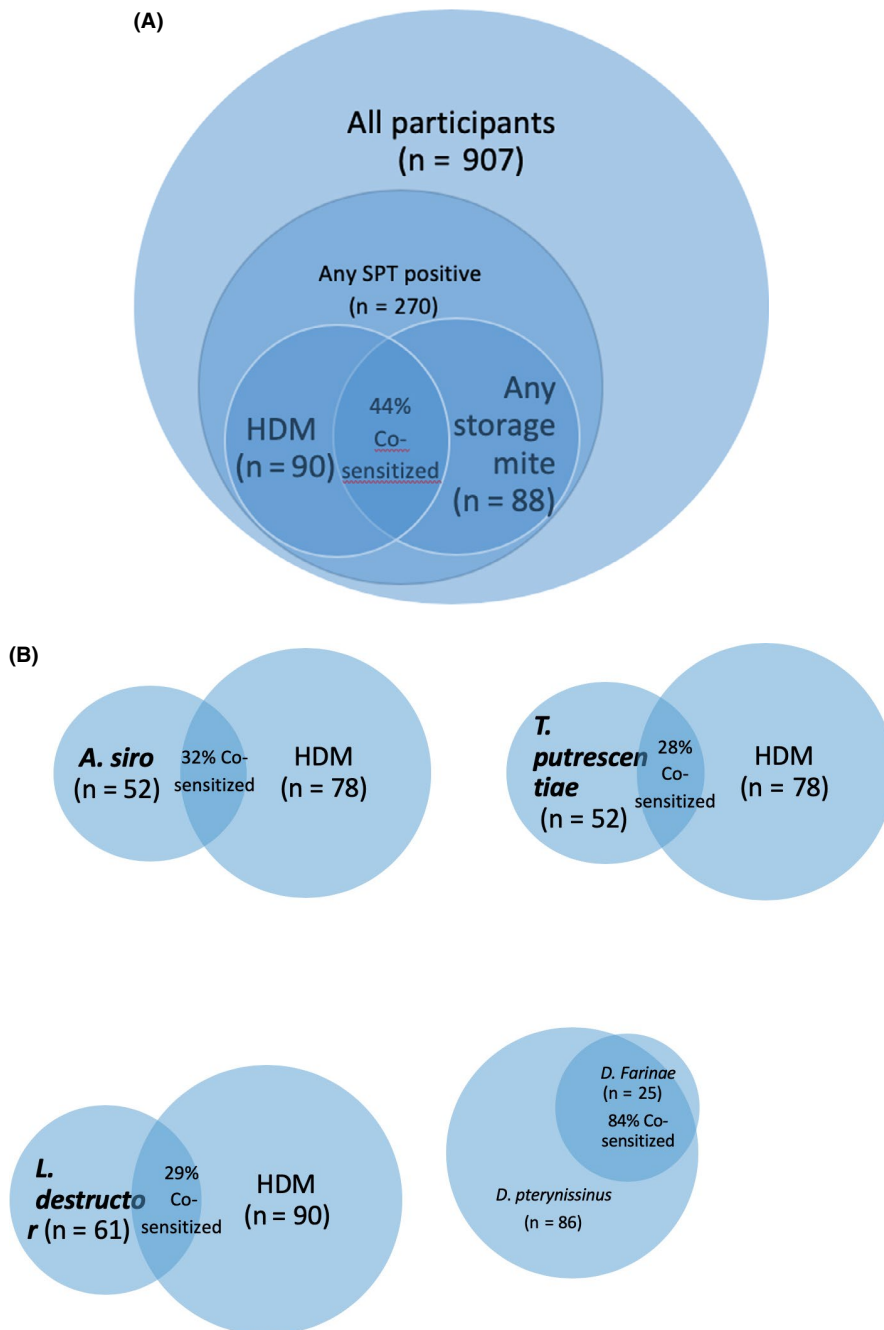 (A)
All participants
(n = 907)
Any SPT positive
(n = 270)
HDM
(n = 90)
44%
Co-
sensitized
Any
storage
mite
(n = 88)
(B)
A. siro
(n = 52)
32% Co-
sensitized
HDM
(n = 78)
T.
putrescen
tiae
(n = 52)
28%
Co-
sensitized
HDM
(n = 78)
L.
destructo
r (n = 61)
29%
Co-
sensitized
HDM
(n = 90)
D. Farinae
(n = 25)
84% Co-
sensitized
D. pterynissinus
(n = 86)